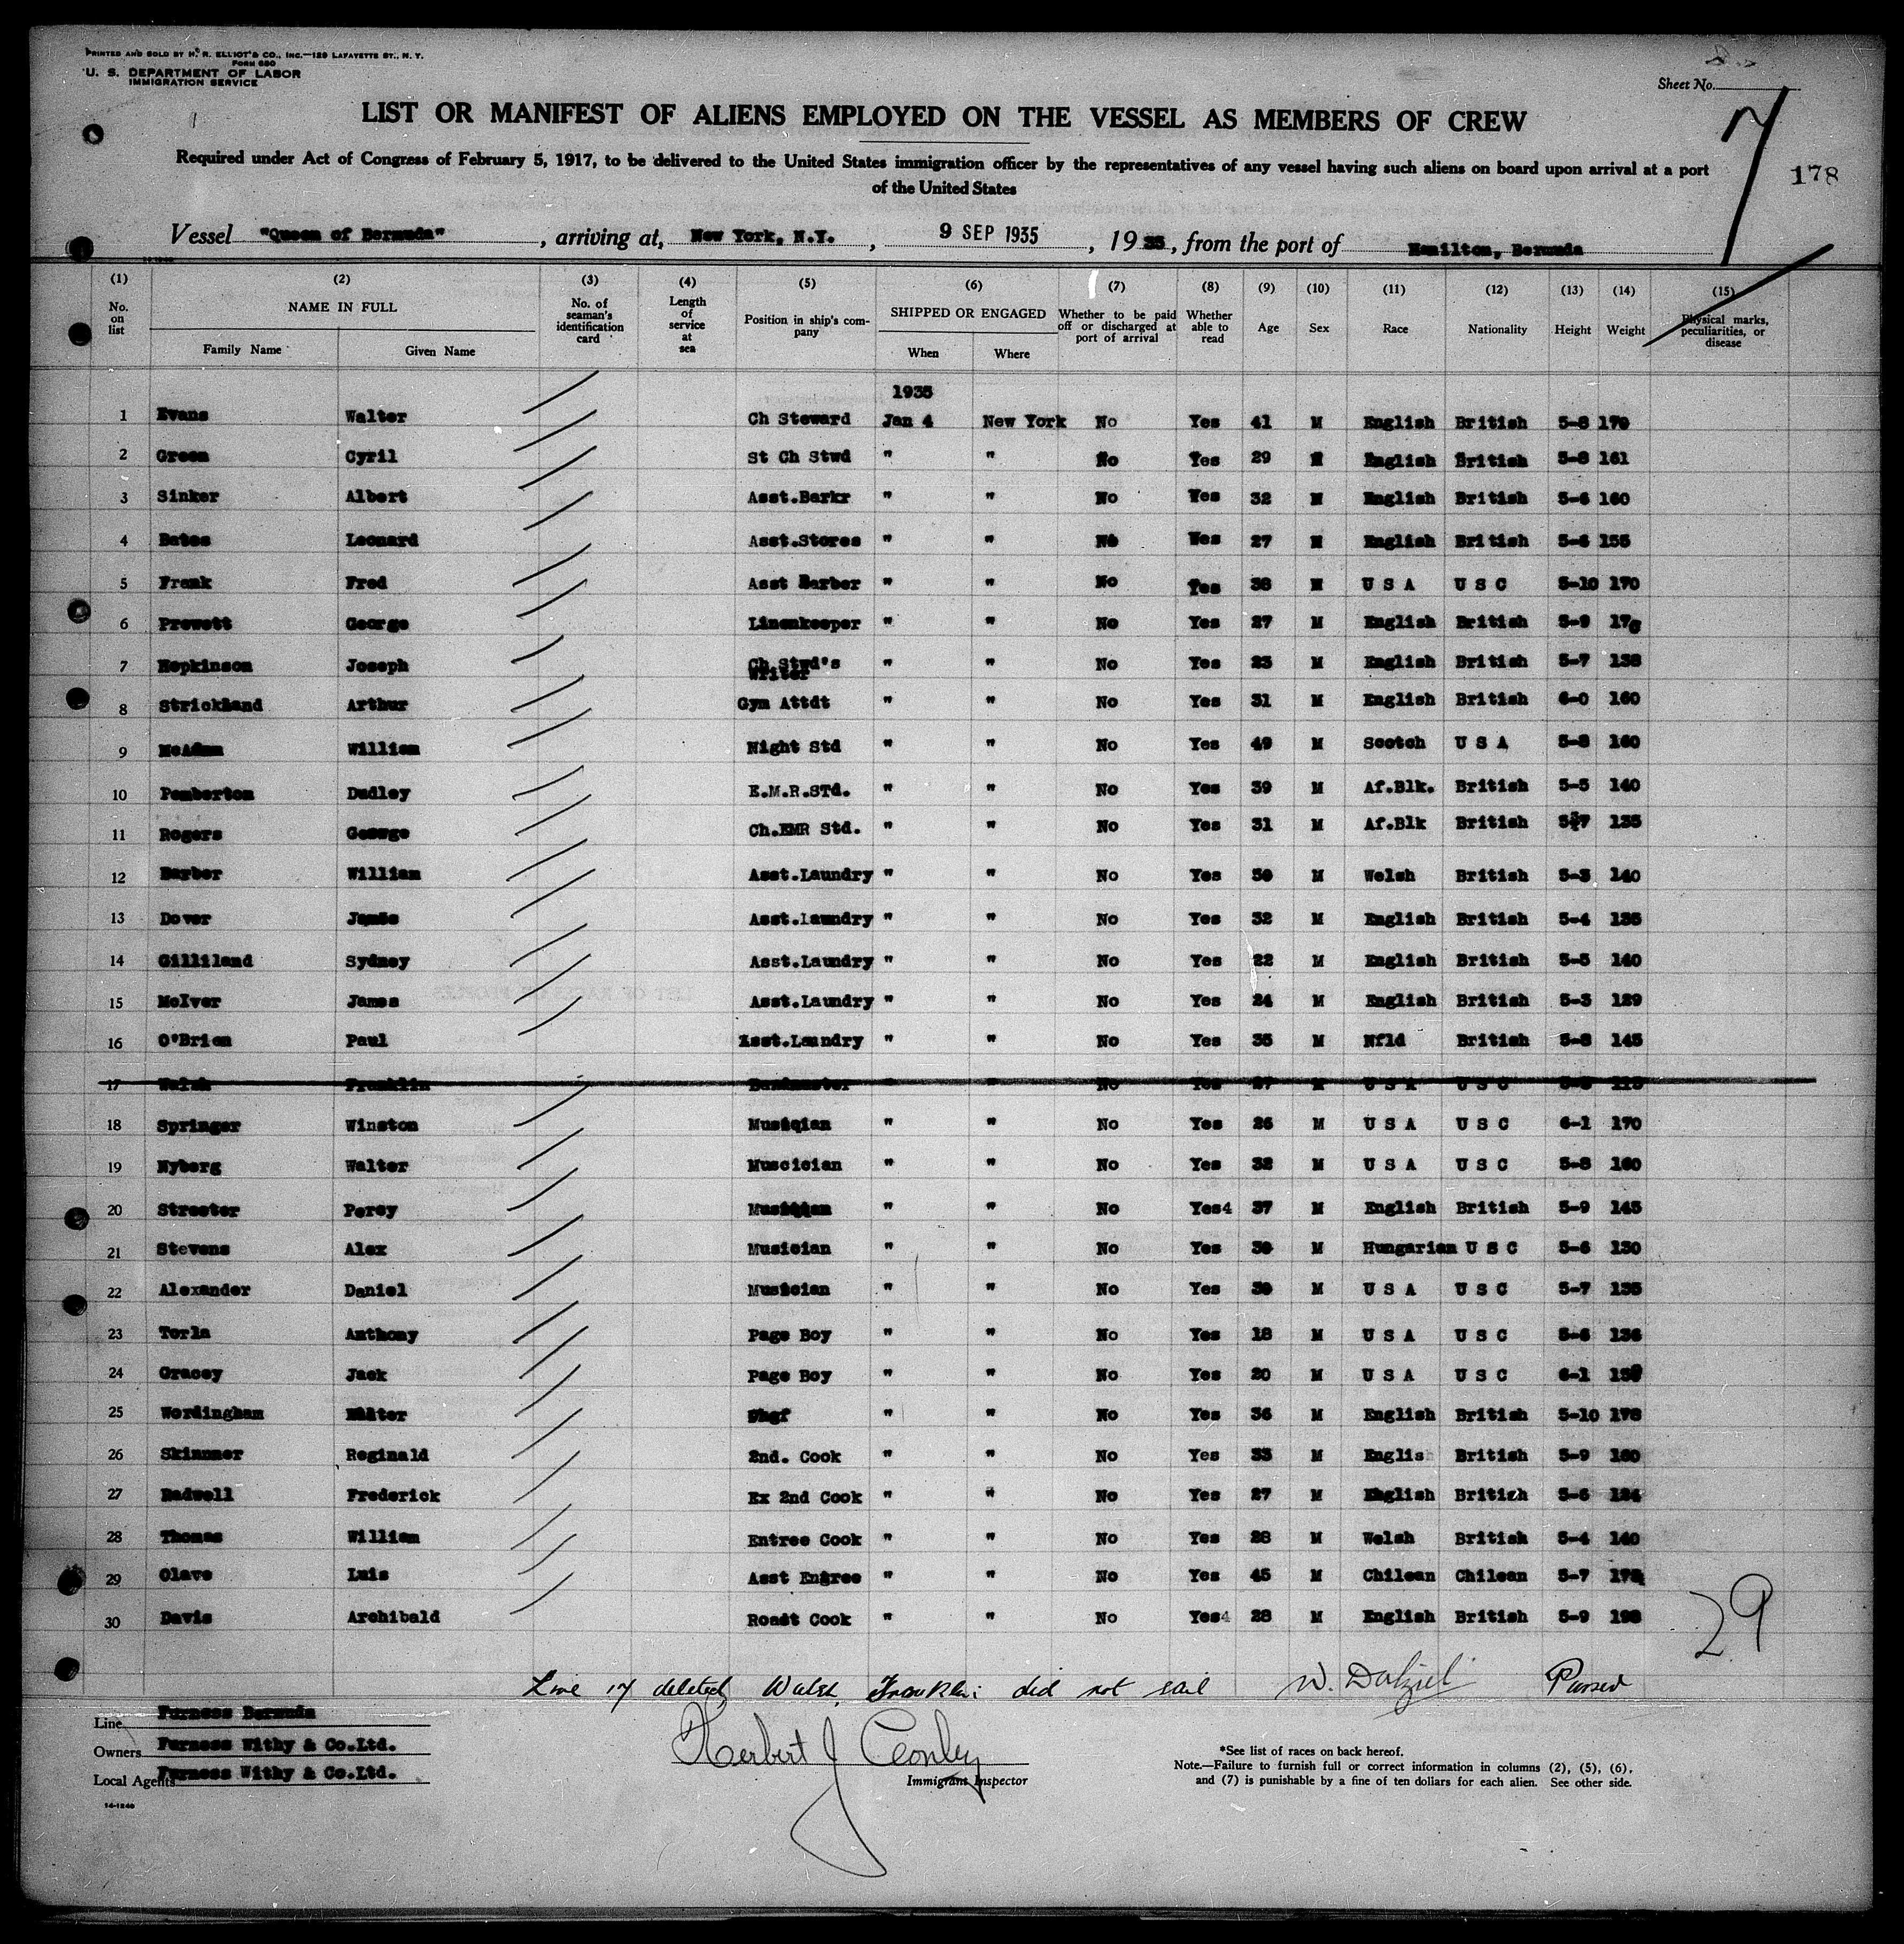 PRINTED AND SOLD BY H. R. ELLIOT & CO., INC.—129 LAFAYETTE ST., N. Y.
FORM 680
U. S. DEPARTMENT OF LABOR
IMMIGRATION SERVICE
Sheet No.
7
178
LIST OR MANIFEST OF ALIENS EMPLOYED ON THE VESSEL AS MEMBERS OF CREW
Required under Act of Congress of February 5, 1917, to be delivered to the United States immigration officer by the representatives of any vessel having such aliens on board upon arrival at a port
of the United States
Vessel "Queen of Bermuda", arriving at, New York, N.Y., 9 SEP 1935, 1935, from the port of Hamilton, Bermuda
(1) (2) (3) (4) (5) (6) (7) (8) (9) (10) (11) (12) (13) (14) (15)
No. on list NAME IN FULL No. of seaman's identification card Length of service at sea Position in ship's company SHIPPED OR ENGAGED Whether to be paid off or discharged at port of arrival Whether able to read Age Sex Race Nationality Height Weight Physical marks, peculiarities, or disease
Family Name Given Name When Where
1935
1 Evans Walter Ch Steward Jan 4 New York No Yes 41 M English British 5-8 170
2 Green Cyril St Ch Stwd " " No Yes 29 M English British 5-8 161
3 Sinker Albert Asst.Barkr " " No Yes 32 M English British 5-6 160
4 Bates Leonard Asst.Stores " " No Yes 27 M English British 5-6 155
5 Frank Fred Asst Barber " " No Yes 38 M U S A U S C 5-10 170
6 Prewett George Linenkeeper " " No Yes 27 M English British 5-9
7 Hopkinson Joseph Ch.Stwd's Writer " " No Yes 23 M English British 5-7 138
8 Strickland Arthur Gym Attdt " " No Yes 31 M English British 6-0 160
9 McAdam William Night Std " " No Yes 49 M Scotch U S A 5-8 160
10 Pemberton Dudley E.M.R.STd. " " No Yes 39 M Af.Blk. British 5-5 140
11 Rogers George Ch.EMR Std. " " No Yes 31 M Af.Blk British 5-7 135
12 Barber William Asst.Laundry " " No Yes 50 M Welsh British 5-3 140
13 Dover James Asst.laundry " " No Yes 32 M English British 5-4 135
14 Gilliland Sydney Asst.Laundry " " No Yes 22 M English British 5-5 140
15 McIver James Asst.Laundry " " No Yes 24 M English British 5-3 129
16 O'Brien Paul Asst.Laundry " " No Yes 35 M Nfld British 5-8 145
17 Walsh Franklin Bandmaster " No Yes 27 M U S A U S C
18 Springer Winston Musician " " No Yes 26 M U S A U S C 6-1 170
19 Nyberg Walter Muscician " " No Yes 32 M U S A U S C 5-8 160
20 Streeter Percy Musician " " No Yes4 37 M English British 5-9 145
21 Stevens Alex Musician " " No Yes 30 M Hungarian U S C 5-6 130
22 Alexander Daniel Musician " " No Yes 30 M U S A U S C 5-7 135
23 Torla Anthony Page Boy " " No Yes 18 M U S A U S C 5-6 136
24 Gracey Jack Page Boy " " No Yes 20 M U S A U S C 6-1
25 Wordingham " " No Yes 36 M English British 5-10 178
26 Skinnner Reginald 2nd. Cook " " No Yes 33 M Englis British 5-9 160
27 Radwell Frederick Ex 2nd Cook " " No Yes 27 M English British 5-5 124
28 Thomas William Entree Cook " " No Yes 28 M Welsh British 5-4 140
29 Olave Luis Asst Entree " " No Yes 45 M Chilean Chilean 5-7
30 Davis Archibald Roast Cook " " No Yes4 28 M English British 5-9 198
29
Line 17 deleted Walsh, Franklin did not sail W. Dalziel Purser
Line Furness Bermuda
Owners Furness Withy & Co.Ltd.
Local Agents Furness Withy & Co.Ltd.
14-1240
Herbert J Conley
Immigrant Inspector
*See list of races on back hereof.
Note.—Failure to furnish full or correct information in columns (2), (5), (6),
and (7) is punishable by a fine of ten dollars for each alien. See other side.